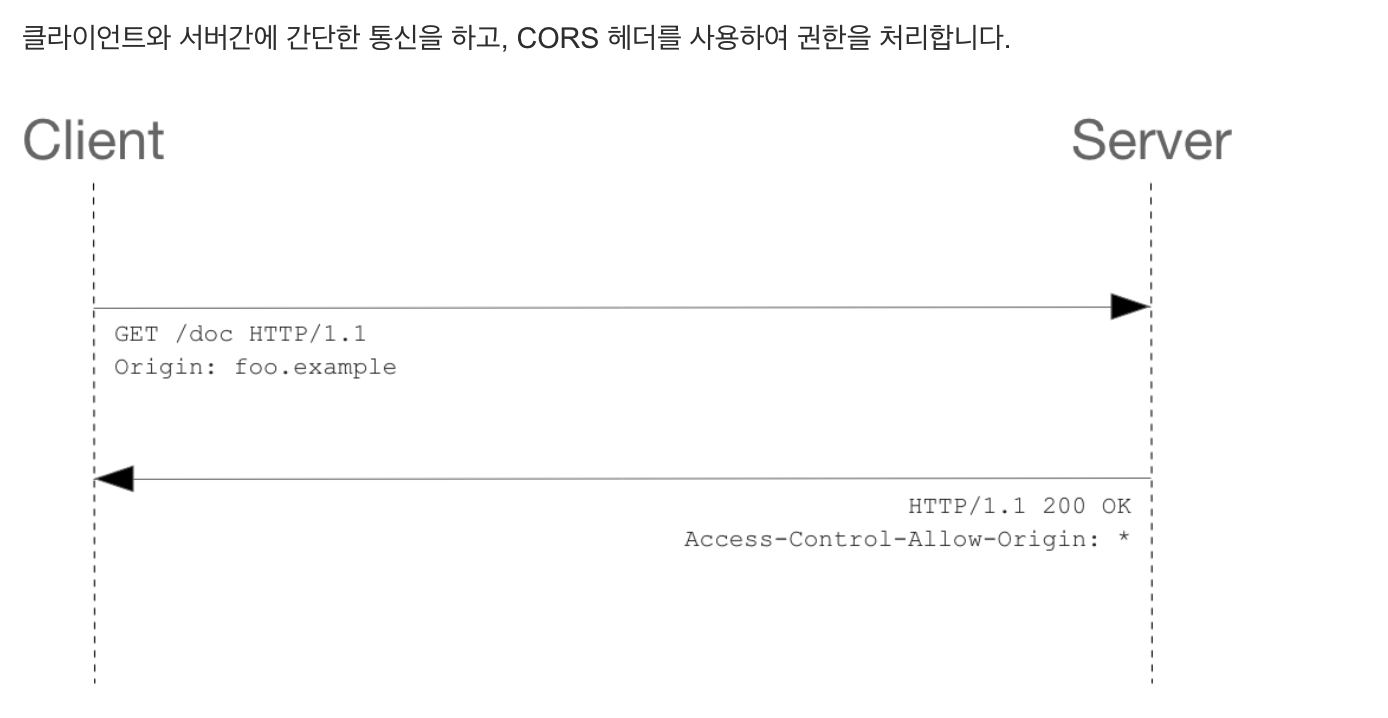 클라이언트와 서버간에 간단한 통신을 하고, CORS 헤더를 사용하여 권한을 처리합니다.
Client
Server
GET /doc HTTP/1.1
Origin: foo.example
HTTP/1.1 200 OK
Access-Control-Allow-Origin: *